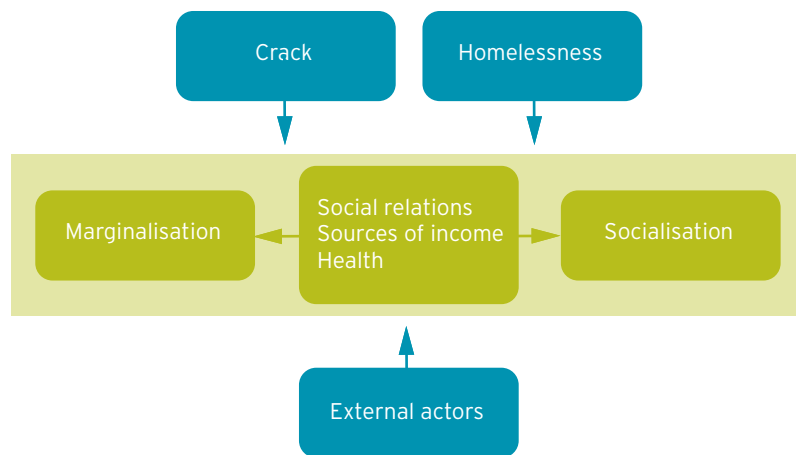 Crack
Homelessness
Marginalisation
Social relations
Sources of income
Health
Socialisation
External actors